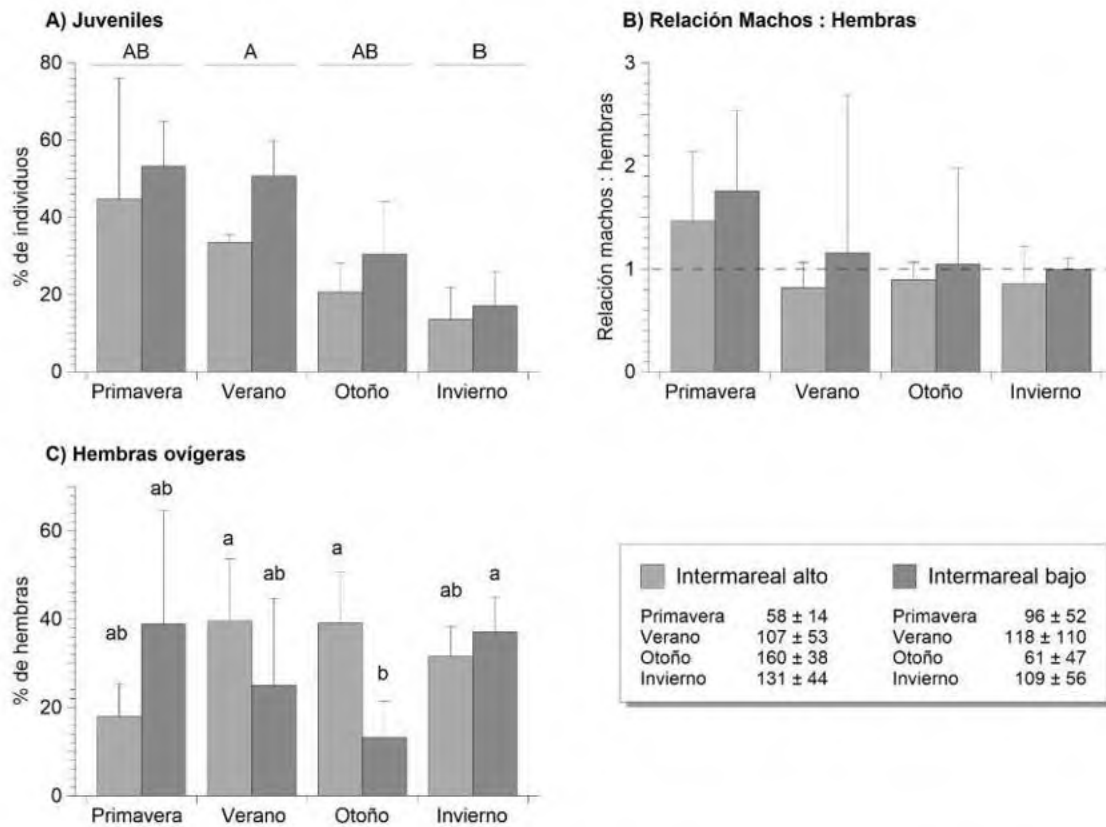 A) Juveniles
AB A AB B
80
60
40
20
0
% de individuos
Primavera Verano Otoño Invierno
B) Relación Machos : Hembras
3
2
1
0
Relación machos : hembras
Primavera Verano Otoño Invierno
C) Hembras ovígeras
ab ab a ab a b ab a
60
40
20
0
% de hembras
Primavera Verano Otoño Invierno
Intermareal alto
Primavera 58 ± 14
Verano 107 ± 53
Otoño 160 ± 38
Invierno 131 ± 44
Intermareal bajo
Primavera 96 ± 52
Verano 118 ± 110
Otoño 61 ± 47
Invierno 109 ± 56